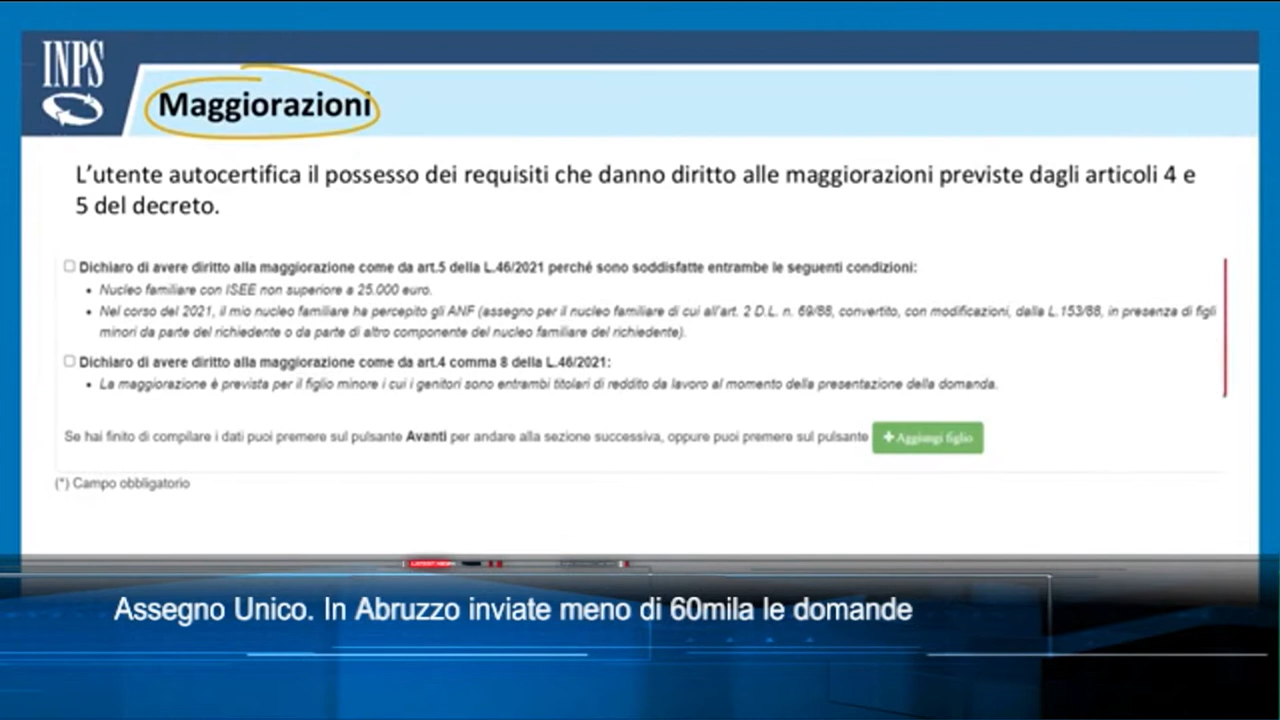 INPS
Maggiorazioni
L'utente autocertifica il possesso dei requisiti che danno diritto alle maggiorazioni previste dagli articoli 4 e
5 del decreto.
Dichiaro di avere diritto alla maggiorazione come da art.5 della L.46/2021 perché sono soddisfatte entrambe le seguenti condizioni:
• Nucleo familiare con ISEE non superiore a 25.000 euro.
• Nel corso del 2021, il mio nucleo familiare ha percepito gli ANF (assegno per il nucleo familiare di cui all'art. 2 D.L. n. 69/88, convertito, con modificazioni, dalla L.153/88, in presenza di figli
minori da parte del richiedente o da parte di altro componente del nucleo familiare del richiedente).
Dichiaro di avere diritto alla maggiorazione come da art.4 comma 8 della L.46/2021:
• La maggiorazione è prevista per il figlio minore i cui i genitori sono entrambi titolari di reddito da lavoro al momento della presentazione della domanda.
Se hai finito di compilare i dati puoi premere sul pulsante Avanti per andare alla sezione successiva, oppure puoi premere sul pulsante + Aggiungi figlio
(*) Campo obbligatorio
LATEST NEWS
Assegno Unico. In Abruzzo inviate meno di 60mila le domande